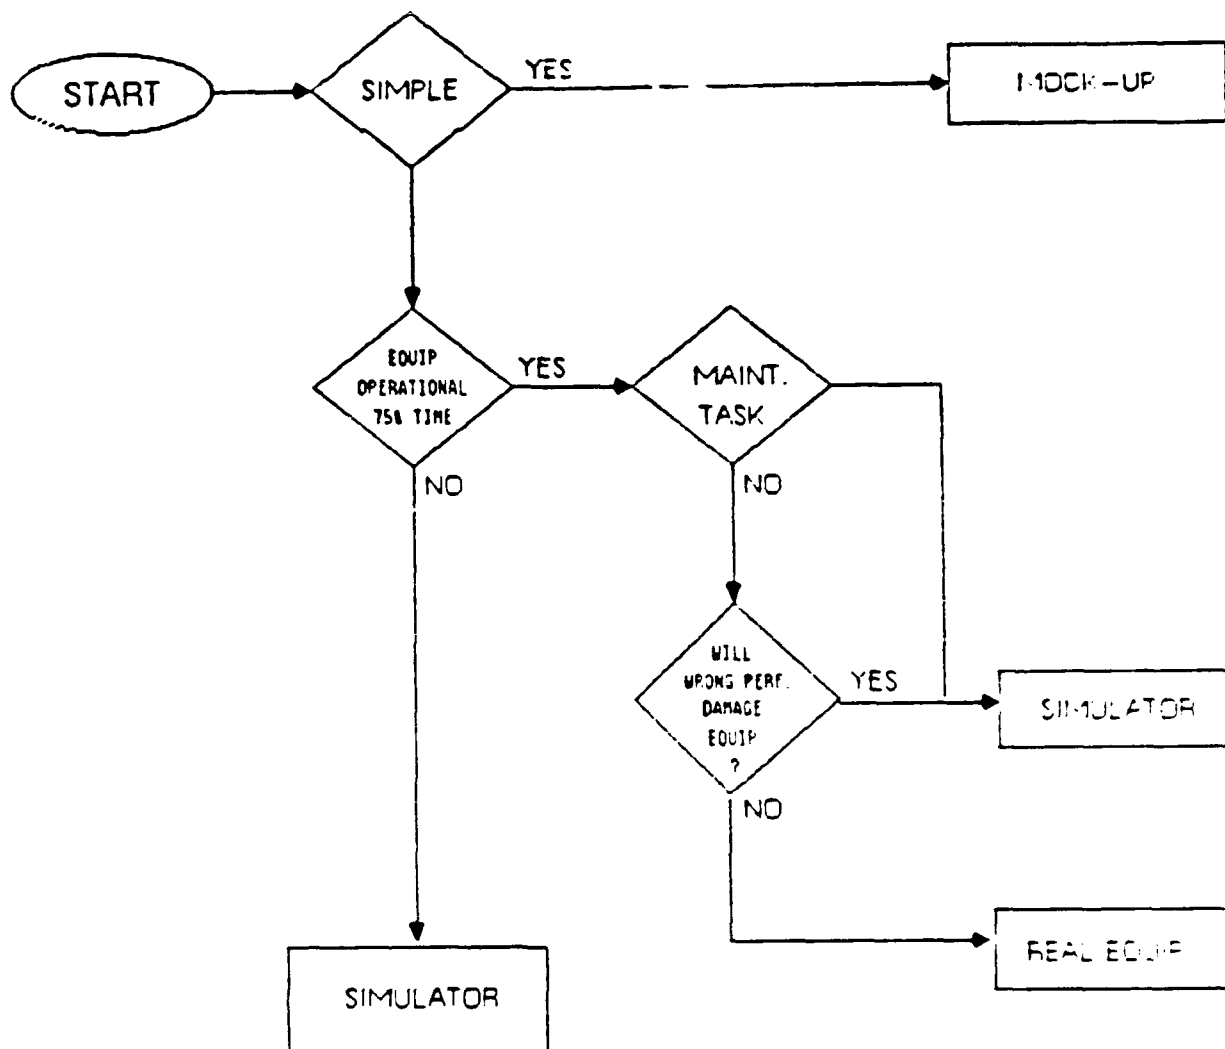 START
SIMPLE
YES
MOCK-UP
EQUIP
OPERATIONAL
75% TIME
YES
MAINT.
TASK
NO
NO
WILL
WRONG PERF.
DAMAGE
EQUIP
?
YES
SIMULATOR
NO
REAL EQUIP
SIMULATOR